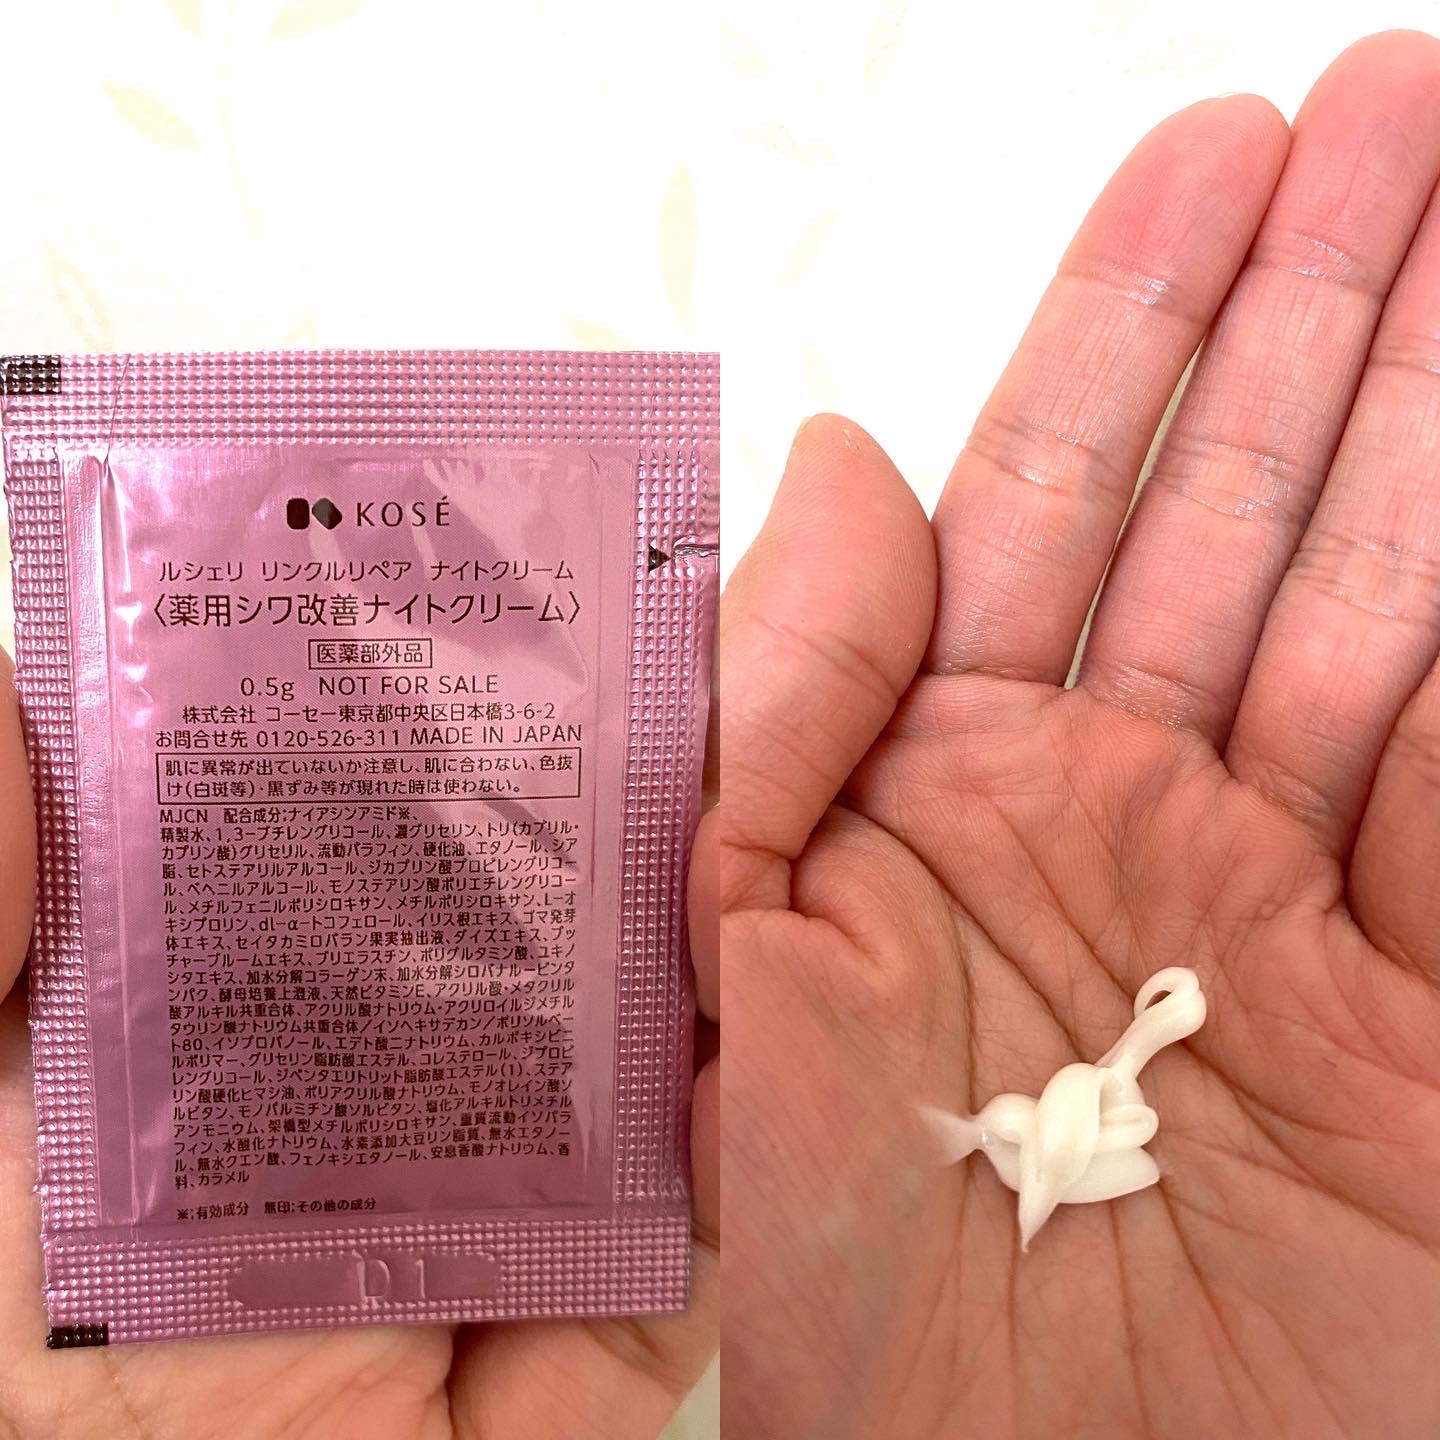 KOSÉ
ルシェリ リンクルリペア ナイトクリーム
〈薬用シワ改善ナイトクリーム〉
医薬部外品
0.5g NOT FOR SALE
株式会社 コーセー東京都中央区日本橋3-6-2
お問合せ先 0120-526-311 MADE IN JAPAN
肌に異常が出ていないか注意し、肌に合わない、色抜
け(白斑等)・黒ずみ等が現れた時は使わない。
MJCN 配合成分;ナイアシンアミド※、
精製水、1,3-ブチレングリコール、濃グリセリン、トリ(カプリル・
カプリン酸)グリセリル、流動パラフィン、硬化油、エタノール、シア
脂、セトステアリルアルコール、ジカプリン酸プロピレングリコー
ル、ベヘニルアルコール、モノステアリン酸ポリエチレングリコー
ル、メチルフェニルポリシロキサン、メチルポリシロキサン、L-オ
キシプロリン、dl-α-トコフェロール、イリス根エキス、ゴマ発芽
体エキス、セイタカミロバラン果実抽出液、ダイズエキス、ブッ
チャーブルームエキス、プリエラスチン、ポリグルタミン酸、ユキノ
シタエキス、加水分解コラーゲン末、加水分解シロバナルーピンタ
ンパク、酵母培養上澄液、天然ビタミンE、アクリル酸・メタクリル
酸アルキル共重合体、アクリル酸ナトリウム・アクリロイルジメチル
タウリン酸ナトリウム共重合体/イソヘキサデカン/ポリソルベー
ト80、イソプロパノール、エデト酸二ナトリウム、カルボキシビニ
ルポリマー、グリセリン脂肪酸エステル、コレステロール、ジプロピ
レングリコール、ジペンタエリトリット脂肪酸エステル(1)、ステア
リン酸硬化ヒマシ油、ポリアクリル酸ナトリウム、モノオレイン酸ソ
ルビタン、モノパルミチン酸ソルビタン、塩化アルキルトリメチル
アンモニウム、架橋型メチルポリシロキサン、重質流動イソパラ
フィン、水酸化ナトリウム、水素添加大豆リン脂質、無水エタノー
ル、無水クエン酸、フェノキシエタノール、安息香酸ナトリウム、香
料、カラメル
※;有効成分 無印;その他の成分
D1